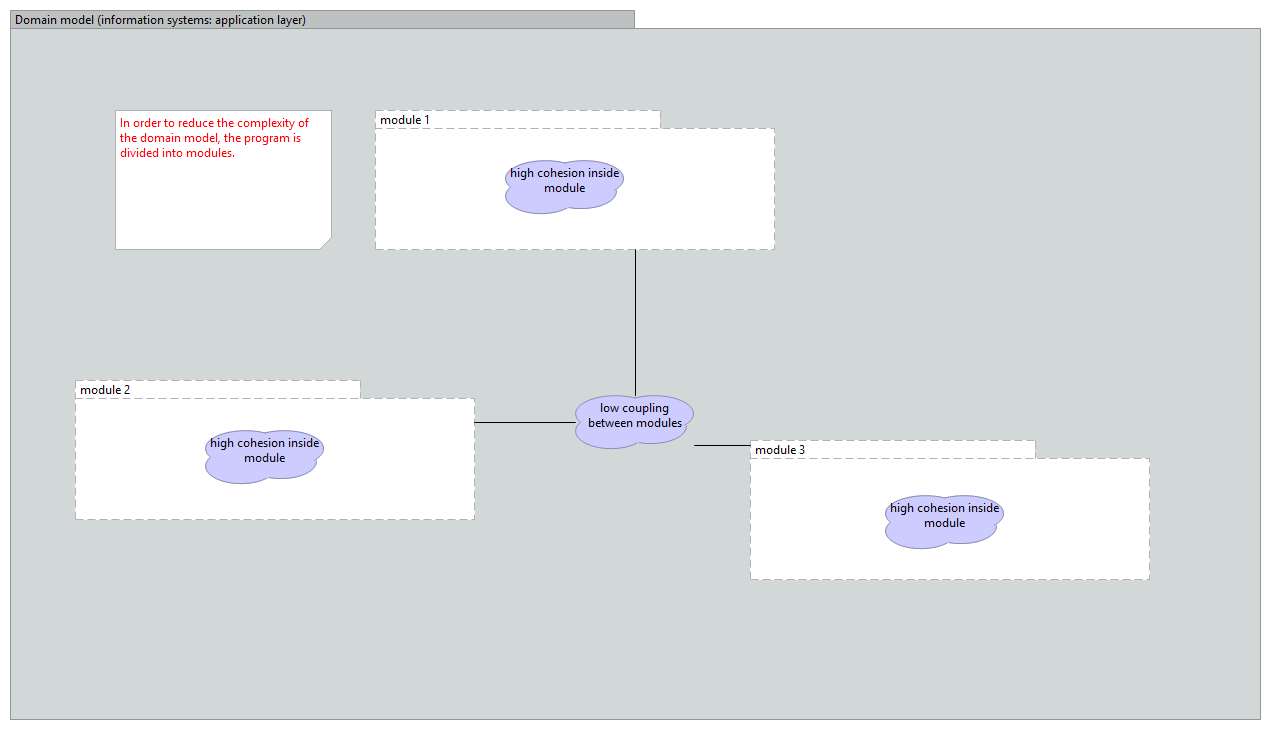 Domain model (information systems: application layer)
In order to reduce the complexity of
the domain model, the program is
divided into modules.
module 1
high cohesion inside
module
module 2
high cohesion inside
module
low coupling
between modules
module 3
high cohesion inside
module